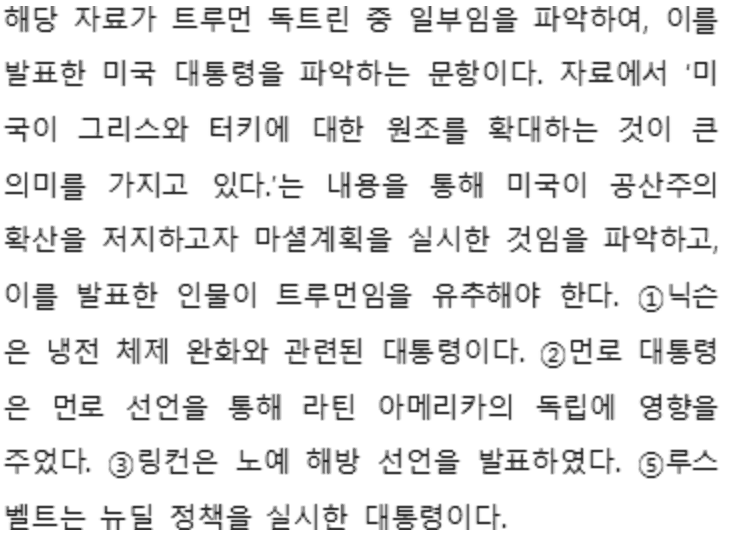 해당 자료가 트루먼 독트린 중 일부임을 파악하여, 이를
발표한 미국 대통령을 파악하는 문항이다. 자료에서 '미
국이 그리스와 터키에 대한 원조를 확대하는 것이 큰
의미를 가지고 있다.'는 내용을 통해 미국이 공산주의
확산을 저지하고자 마셜계획을 실시한 것임을 파악하고,
이를 발표한 인물이 트루먼임을 유추해야 한다. ①닉슨
은 냉전 체제 완화와 관련된 대통령이다. ②먼로 대통령
은 먼로 선언을 통해 라틴 아메리카의 독립에 영향을
주었다. ③링컨은 노예 해방 선언을 발표하였다. ⑤루스
벨트는 뉴딜 정책을 실시한 대통령이다.